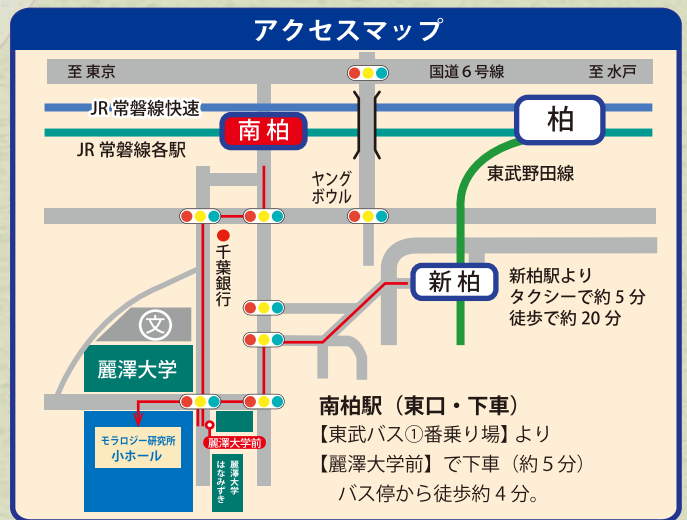 アクセスマップ
至 東京
国道６号線
至 水戸
JR 常磐線快速
南 柏
柏
JR 常磐線各駅
ヤング
ボウル
東武野田線
千葉銀行
新 柏
新柏駅より
タクシーで約５分
徒歩で約 20 分
文
麗澤大学
モラロジー研究所
小ホール
麗澤大学前
麗澤大学
はなみずき
南柏駅（東口・下車）
【東武バス①番乗り場】より
【麗澤大学前】で下車（約５分）
バス停から徒歩約 4 分。